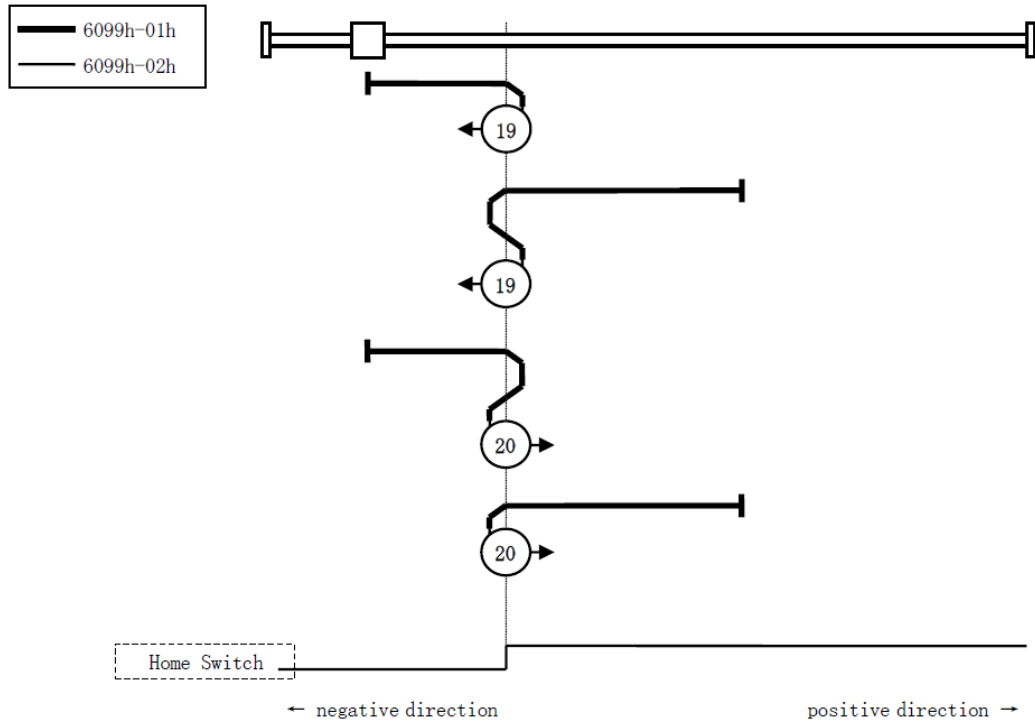 6099h-01h
6099h-02h
19
19
20
20
Home Switch
← negative direction
positive direction →